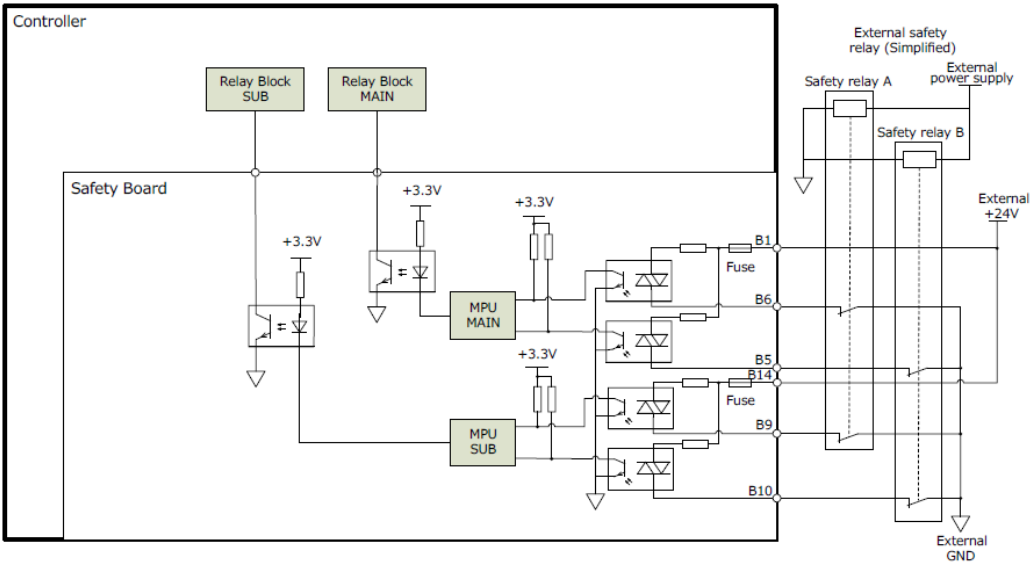 Controller
External safety
relay (Simplified)
External
power supply
Relay Block
SUB
Relay Block
MAIN
Safety relay A
Safety relay B
Safety Board
+3.3V
+3.3V
External
+24V
+3.3V
B1
Fuse
B6
MPU
MAIN
+3.3V
B5
B14
Fuse
B9
MPU
SUB
B10
External
GND